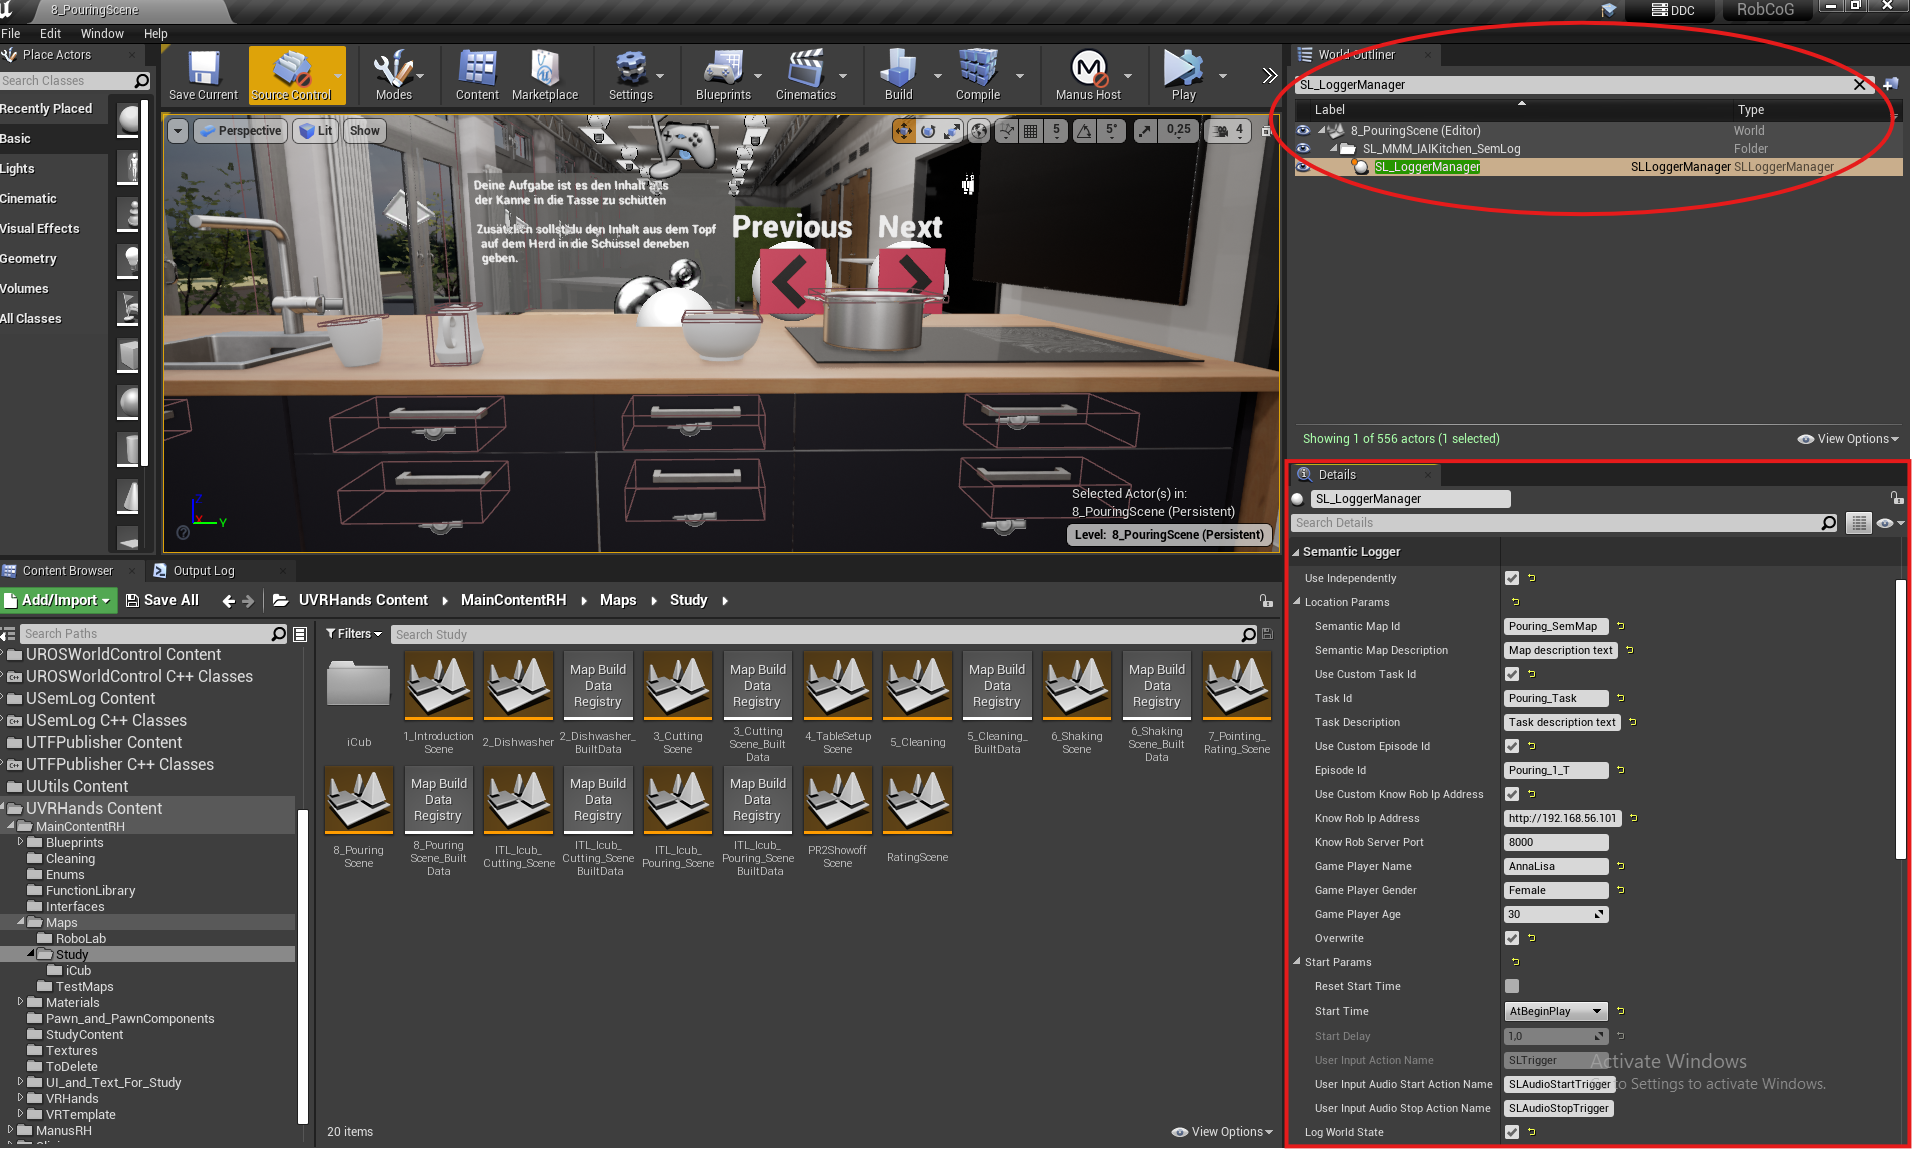 8_PouringScene
DDC
RobCoG
File Edit Window Help
Place Actors
Search Classes
Recently Placed
Basic
Lights
Cinematic
Visual Effects
Geometry
Volumes
All Classes
Save Current
Source Control
Modes
Content
Marketplace
Settings
Blueprints
Cinematics
Build
Compile
Manus Host
Play
Perspective
Lit
Show
5
5°
0,25
4
Deine Aufgabe ist es den Inhalt aus
der Kanne in die Tasse zu schütten
Zusätzlich sollst du den Inhalt aus dem Topf
auf dem Herd in die Schüssel deneben
geben.
Previous Next
Z
Y
Selected Actor(s) in:
8_PouringScene (Persistent)
Level: 8_PouringScene (Persistent)
World Outliner
SL_LoggerManager
Label Type
8_PouringScene (Editor) World
SL_MMM_IAIKitchen_SemLog Folder
SL_LoggerManager SLLoggerManager SLLoggerManager
Showing 1 of 556 actors (1 selected)
View Options
Details
SL_LoggerManager
Search Details
Semantic Logger
Use Independently
Location Params
Semantic Map Id Pouring_SemMap
Semantic Map Description Map description text
Use Custom Task Id
Task Id Pouring_Task
Task Description Task description text
Use Custom Episode Id
Episode Id Pouring_1_T
Use Custom Know Rob Ip Address
Know Rob Ip Address http://192.168.56.101
Know Rob Server Port 8000
Game Player Name AnnaLisa
Game Player Gender Female
Game Player Age 30
Overwrite
Start Params
Reset Start Time
Start Time AtBeginPlay
Start Delay 1,0
User Input Action Name SLTrigger
User Input Audio Start Action Name SLAudioStartTrigger
User Input Audio Stop Action Name SLAudioStopTrigger
Log World State
Activate Windows
to Settings to activate Windows.
Content Browser
Output Log
Add/Import
Save All
UVRHands Content
MainContentRH
Maps
Study
Search Paths
UROSWorldControl Content
UROSWorldControl C++ Classes
USemLog Content
USemLog C++ Classes
UTFPublisher Content
UTFPublisher C++ Classes
UUtils Content
UVRHands Content
MainContentRH
Blueprints
Cleaning
Enums
FunctionLibrary
Interfaces
Maps
RoboLab
Study
iCub
TestMaps
Materials
Pawn_and_PawnComponents
StudyContent
Textures
ToDelete
UI_and_Text_For_Study
VRHands
VRTemplate
ManusRH
Filters
Search Study
iCub
1_Introduction
Scene
2_Dishwasher
Map Build
Data
Registry
2_Dishwasher_
BuiltData
3_Cutting
Scene
Map Build
Data
Registry
3_Cutting
Scene_Built
Data
4_TableSetup
Scene
5_Cleaning
Map Build
Data
Registry
5_Cleaning_
BuiltData
6_Shaking
Scene
Map Build
Data
Registry
6_Shaking
Scene_Built
Data
7_Pointing_
Rating_Scene
8_Pouring
Scene
Map Build
Data
Registry
8_Pouring
Scene_Built
Data
ITL_Icub_
Cutting_Scene
Map Build
Data
Registry
ITL_Icub_
Cutting_Scene
BuiltData
ITL_Icub_
Pouring_Scene
Map Build
Data
Registry
ITL_Icub_
Pouring_Scene
BuiltData
PR2Showoff
Scene
RatingScene
20 items
View Options